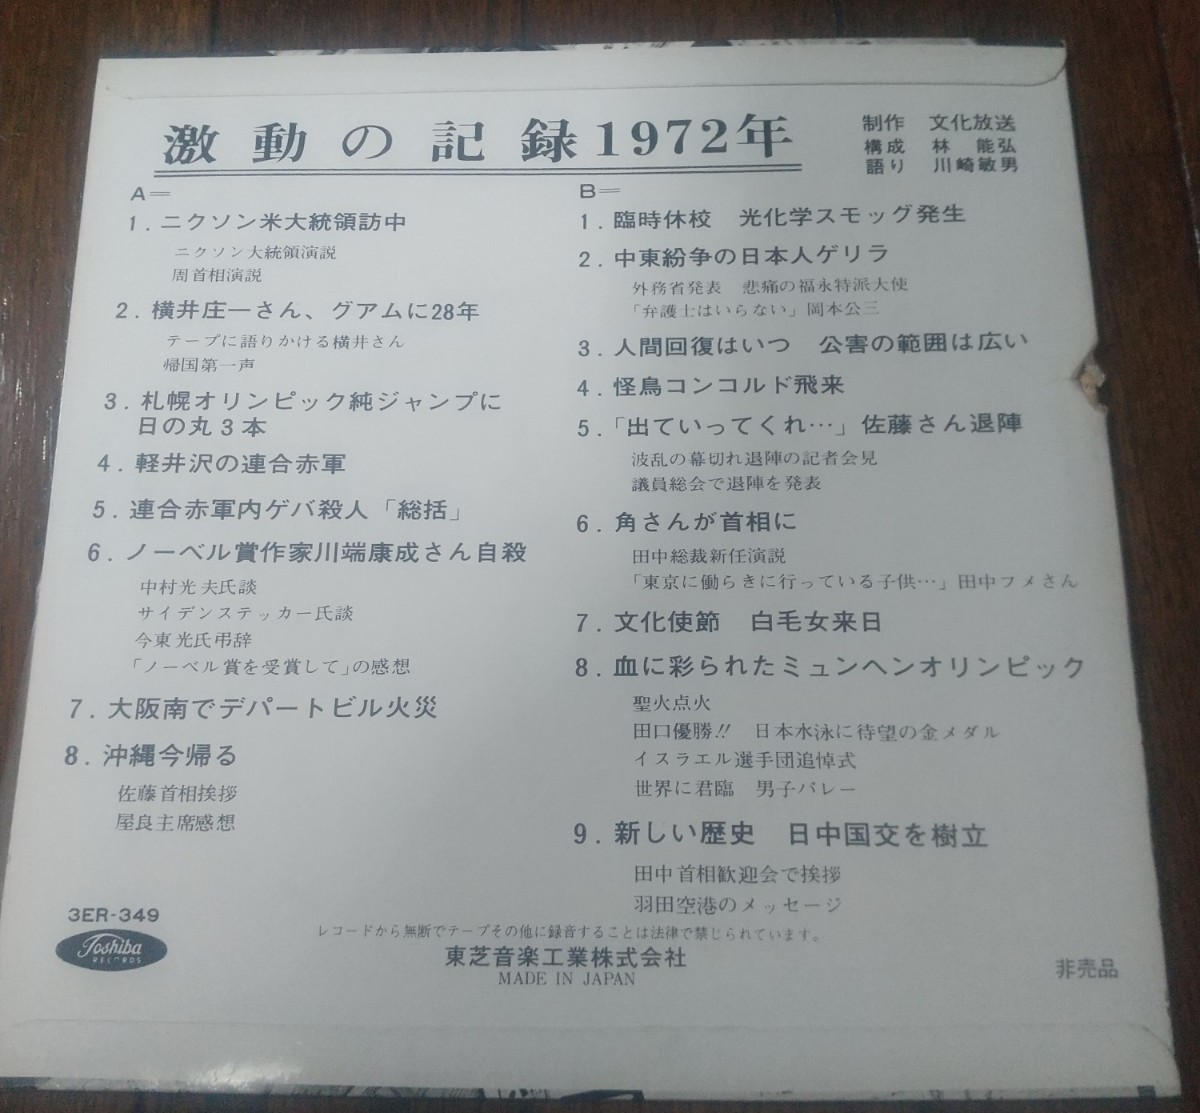 激動の記録1972年
制作　文化放送
構成　林　能弘
語り　川崎敏男
A=
1. ニクソン米大統領訪中
ニクソン大統領演説
周首相演説
2. 横井庄一さん、グアムに28年
テープに語りかける横井さん
帰国第一声
3. 札幌オリンピック純ジャンプに
日の丸3本
4. 軽井沢の連合赤軍
5. 連合赤軍内ゲバ殺人「総括」
6. ノーベル賞作家川端康成さん自殺
中村光夫氏談
サイデンステッカー氏談
今東光氏弔辞
「ノーベル賞を受賞して」の感想
7. 大阪南でデパートビル火災
8. 沖縄今帰る
佐藤首相挨拶
屋良主席感想
B=
1. 臨時休校　光化学スモッグ発生
2. 中東紛争の日本人ゲリラ
外務省発表　悲痛の福永特派大使
「弁護士はいらない」岡本公三
3. 人間回復はいつ　公害の範囲は広い
4. 怪鳥コンコルド飛来
5. 「出ていってくれ…」佐藤さん退陣
波乱の幕切れ退陣の記者会見
議員総会で退陣を発表
6. 角さんが首相に
田中総裁新任演説
「東京に働らきに行っている子供…」田中フメさん
7. 文化使節　白毛女来日
8. 血に彩られたミュンヘンオリンピック
聖火点火
田口優勝!!　日本水泳に待望の金メダル
イスラエル選手団追悼式
世界に君臨　男子バレー
9. 新しい歴史　日中国交を樹立
田中首相歓迎会で挨拶
羽田空港のメッセージ
3ER-349
Toshiba
RECORDS
レコードから無断でテープその他に録音することは法律で禁じられています。
東芝音楽工業株式会社
MADE IN JAPAN
非売品